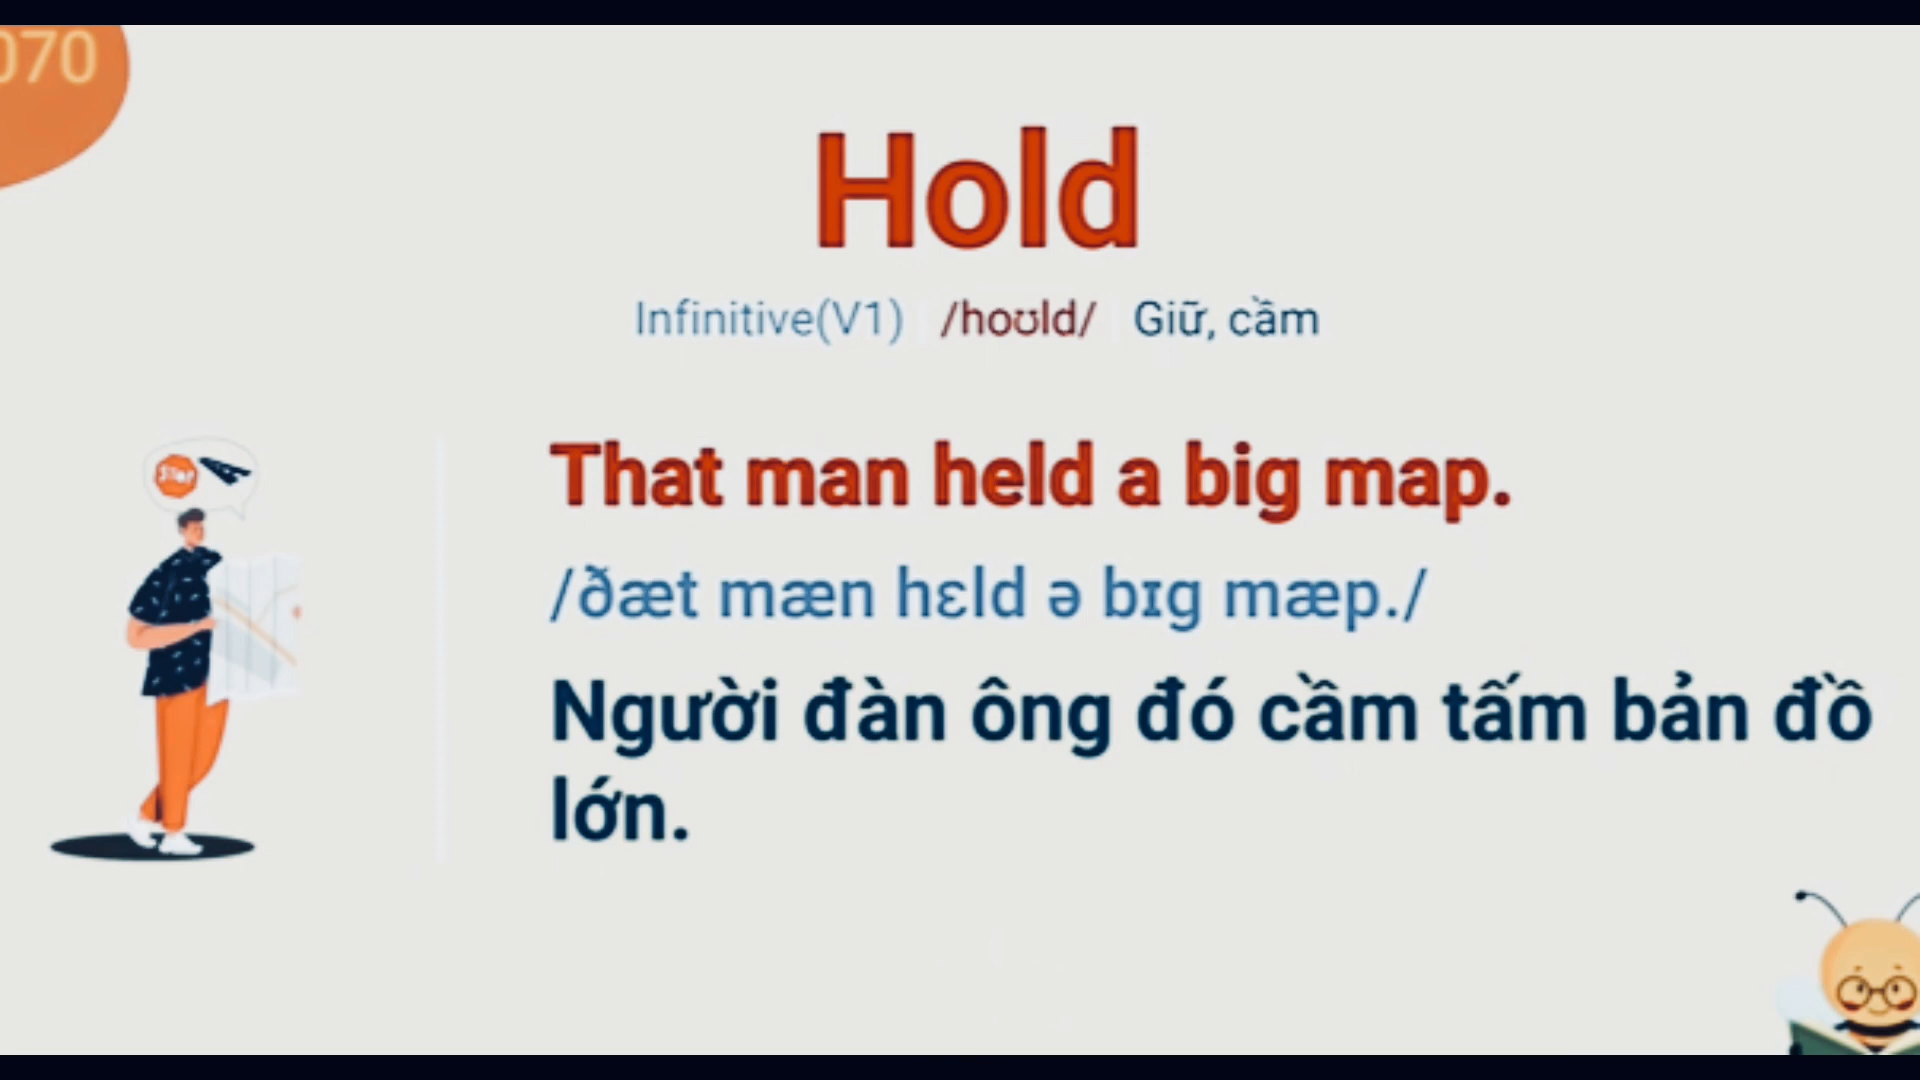 070
Hold
Infinitive(V1) /hoʊld/ Giữ, cầm
STOP
That man held a big map.
/ðæt mæn hɛld ə bɪg mæp./
Người đàn ông đó cầm tấm bản đồ
lớn.